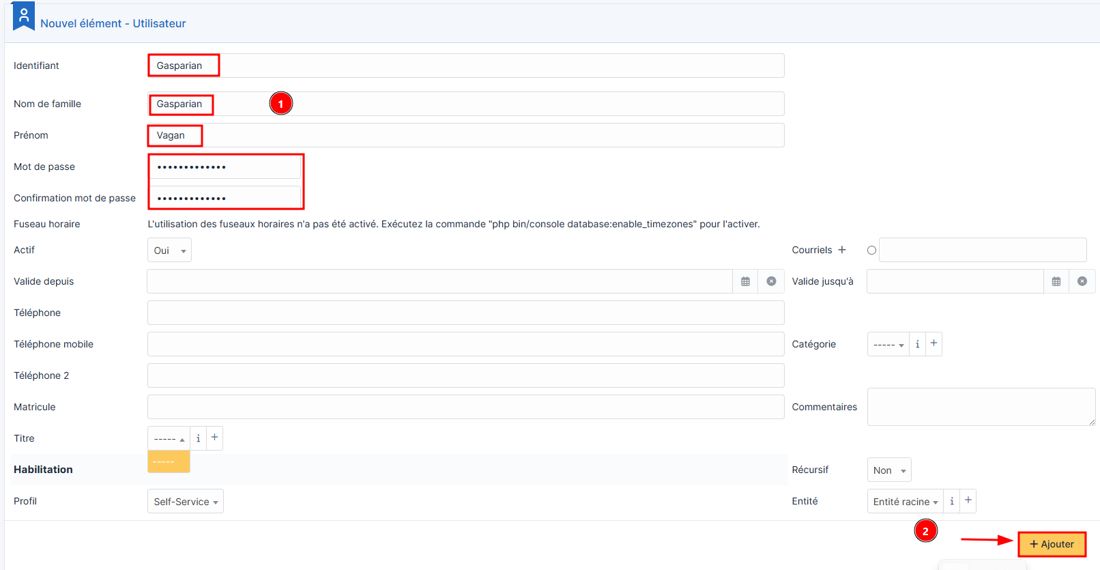 Nouvel élément - Utilisateur
Identifiant Gasparian
Nom de famille Gasparian 1
Prénom Vagan
Mot de passe •••••••••••••
Confirmation mot de passe •••••••••••••
Fuseau horaire L'utilisation des fuseaux horaires n'a pas été activé. Exécutez la commande "php bin/console database:enable_timezones" pour l'activer.
Actif Oui Courriels +
Valide depuis Valide jusqu'à
Téléphone
Téléphone mobile Catégorie ----- i +
Téléphone 2
Matricule Commentaires
Titre ----- i +
-----
Habilitation Récursif Non
Profil Self-Service Entité Entité racine i +
2
+ Ajouter